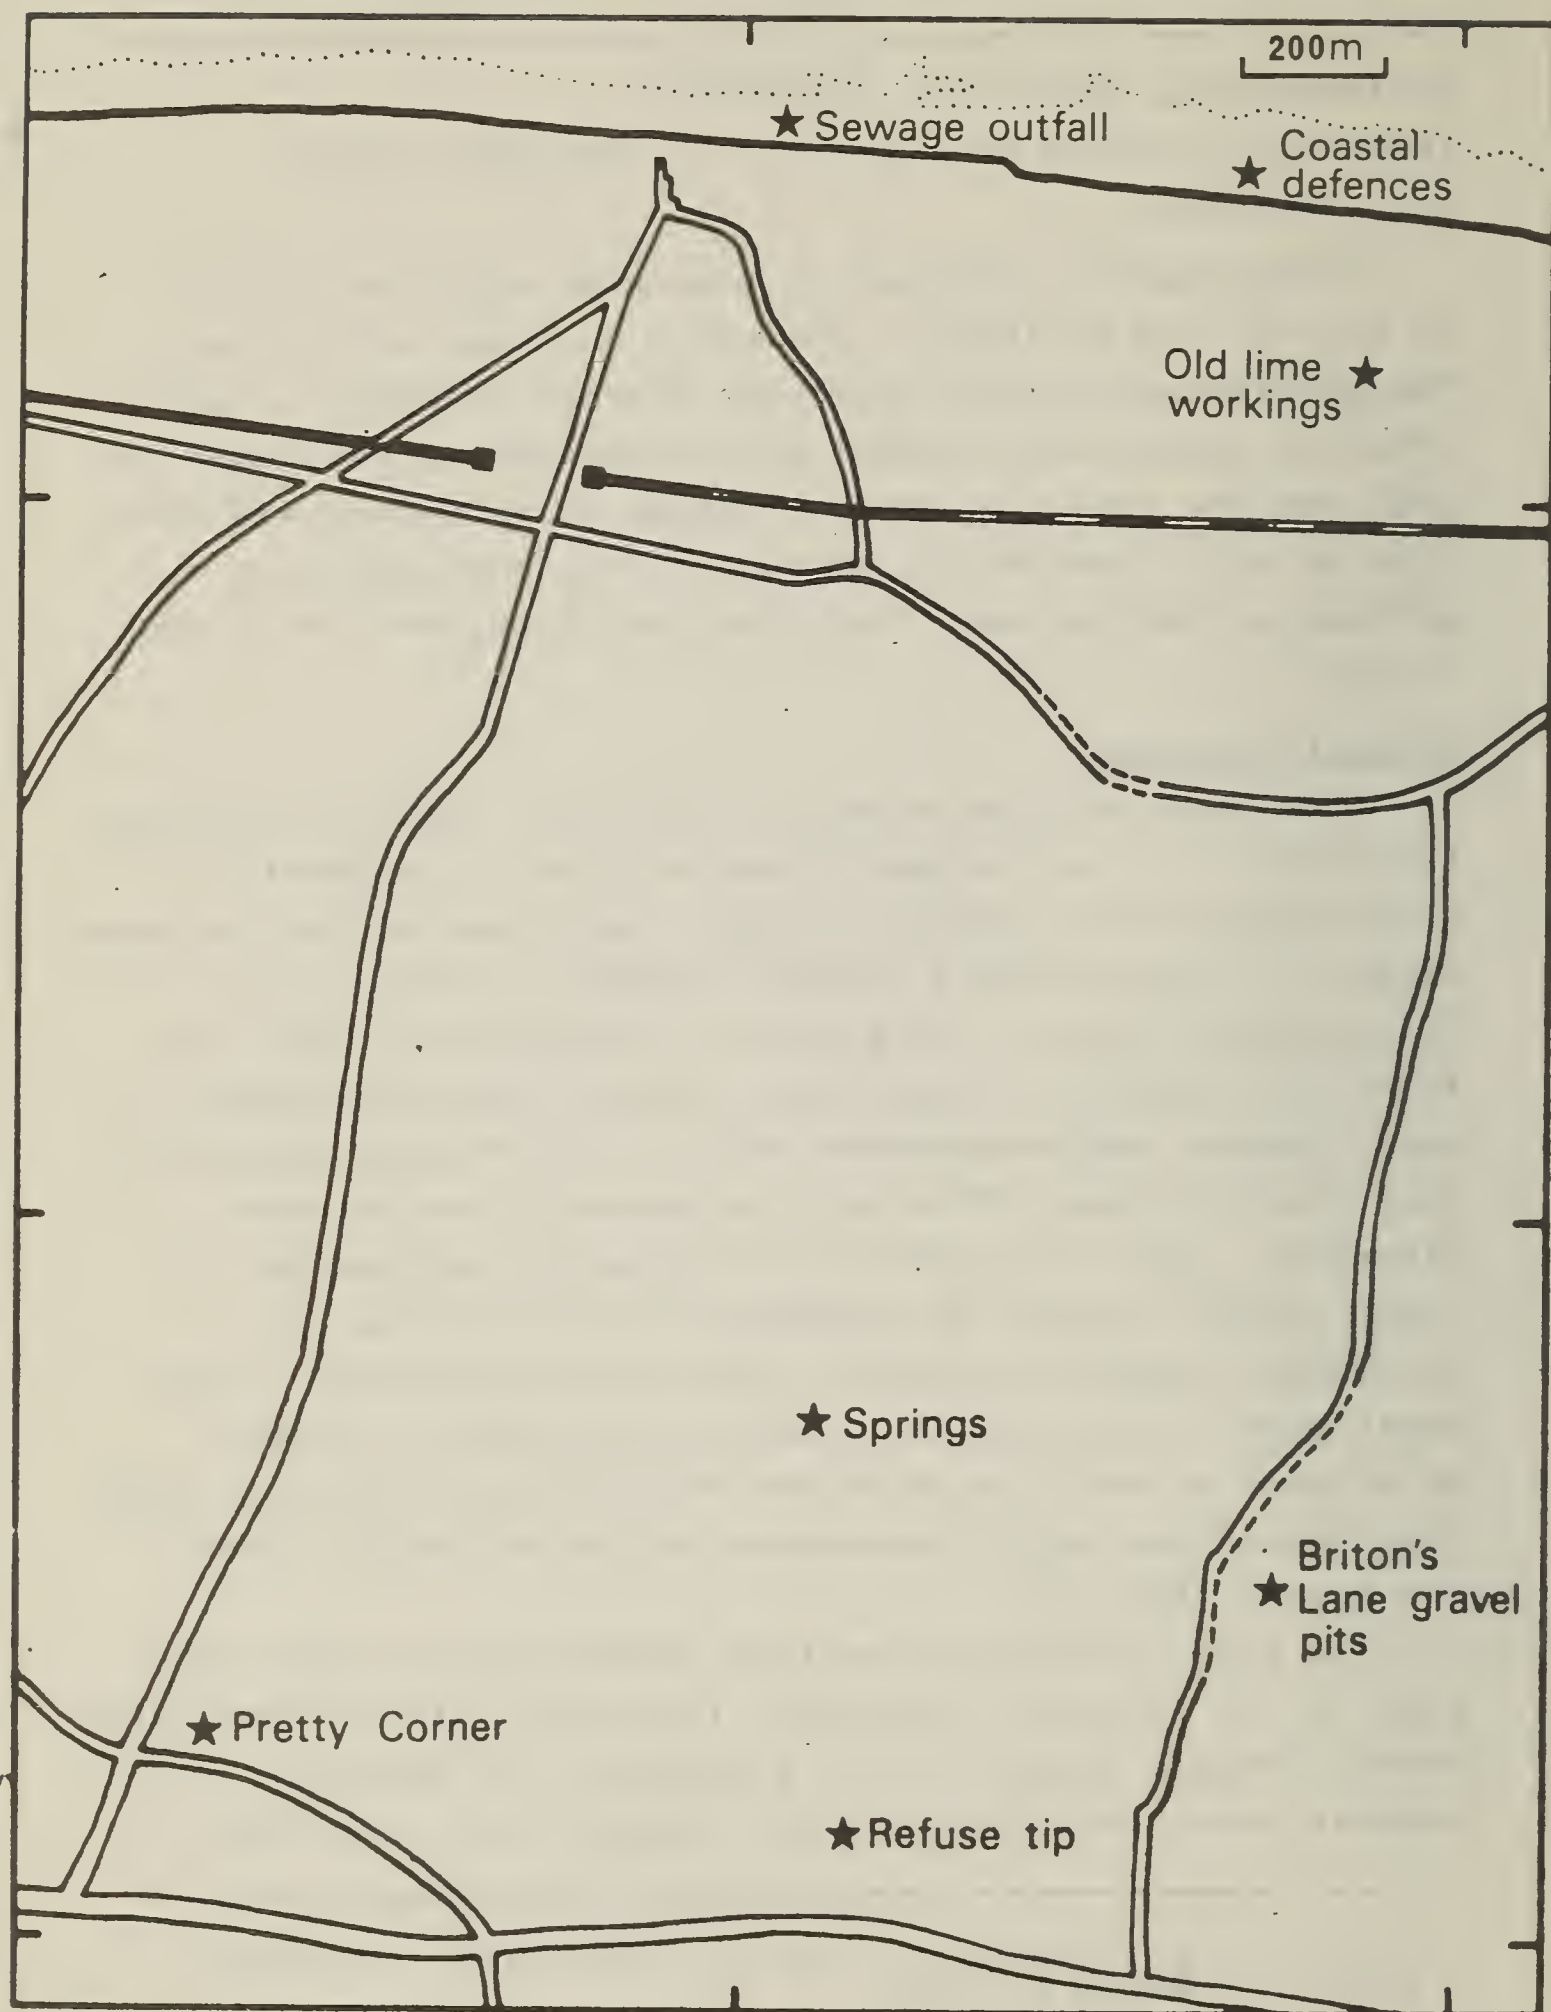 200m
Sewage outfall
Coastal
defences
Old lime
workings
Springs
Briton's
Lane gravel
pits
Pretty Corner
Refuse tip